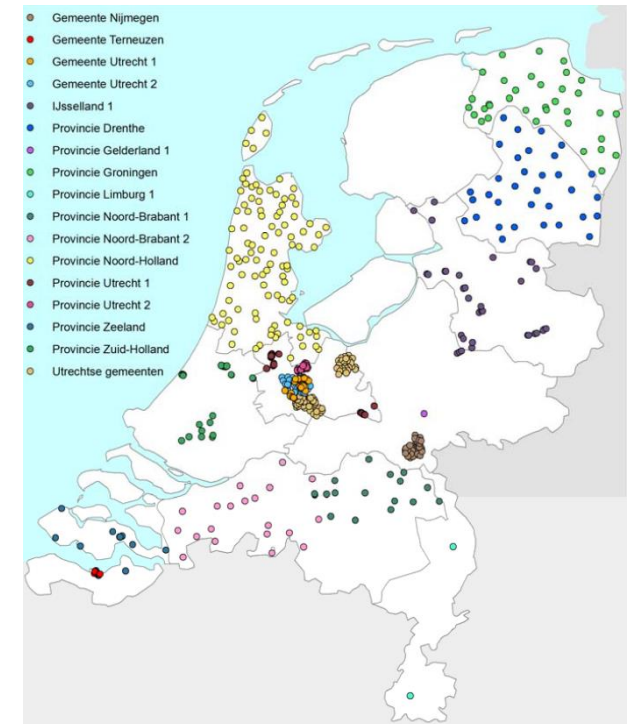 Gemeente Nijmegen
Gemeente Terneuzen
Gemeente Utrecht 1
Gemeente Utrecht 2
IJsselland 1
Provincie Drenthe
Provincie Gelderland 1
Provincie Groningen
Provincie Limburg 1
Provincie Noord-Brabant 1
Provincie Noord-Brabant 2
Provincie Noord-Holland
Provincie Utrecht 1
Provincie Utrecht 2
Provincie Zeeland
Provincie Zuid-Holland
Utrechtse gemeenten